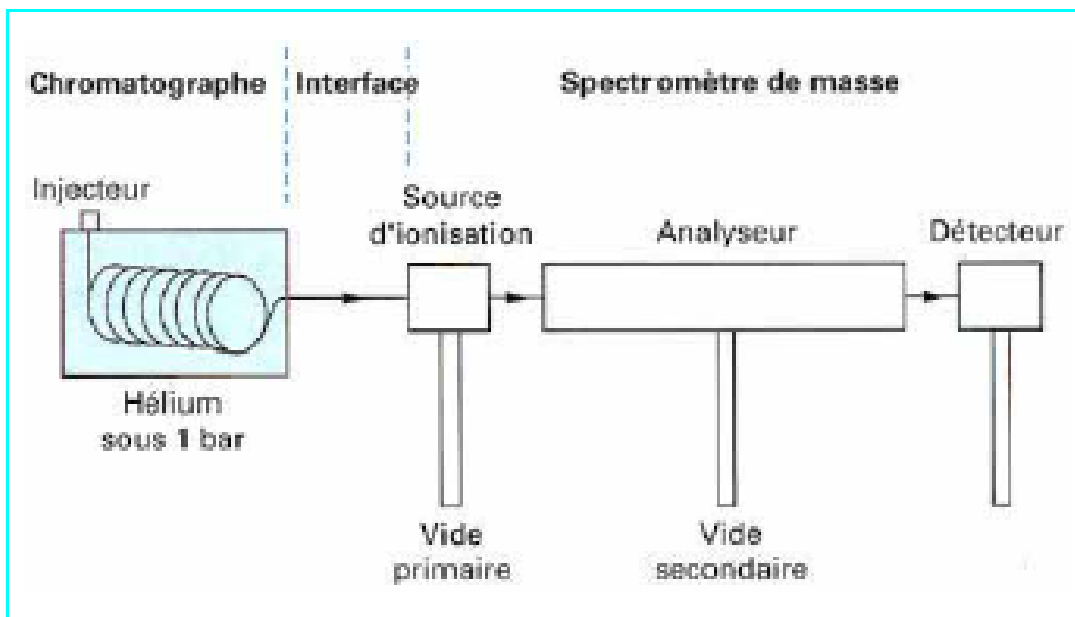 Chromatographe
Interface
Spectromètre de masse
Injecteur
Source
d'ionisation
Analyseur
Détecteur
Hélium
sous 1 bar
Vide
primaire
Vide
secondaire